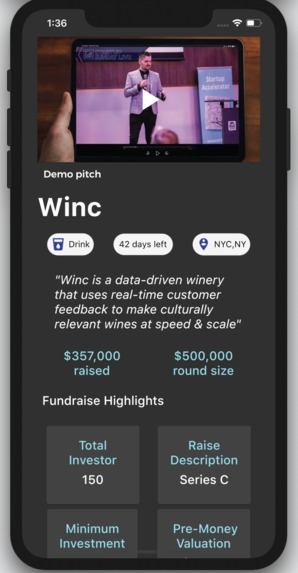 1:36
SUMMIT LIVE
Startup
Accelerator
Demo pitch
Winc
Drink
42 days left
NYC,NY
"Winc is a data-driven winery
that uses real-time customer
feedback to make culturally
relevant wines at speed & scale"
$357,000
raised
$500,000
round size
Fundraise Highlights
Total
Investor
150
Raise
Description
Series C
Minimum
Investment
Pre-Money
Valuation